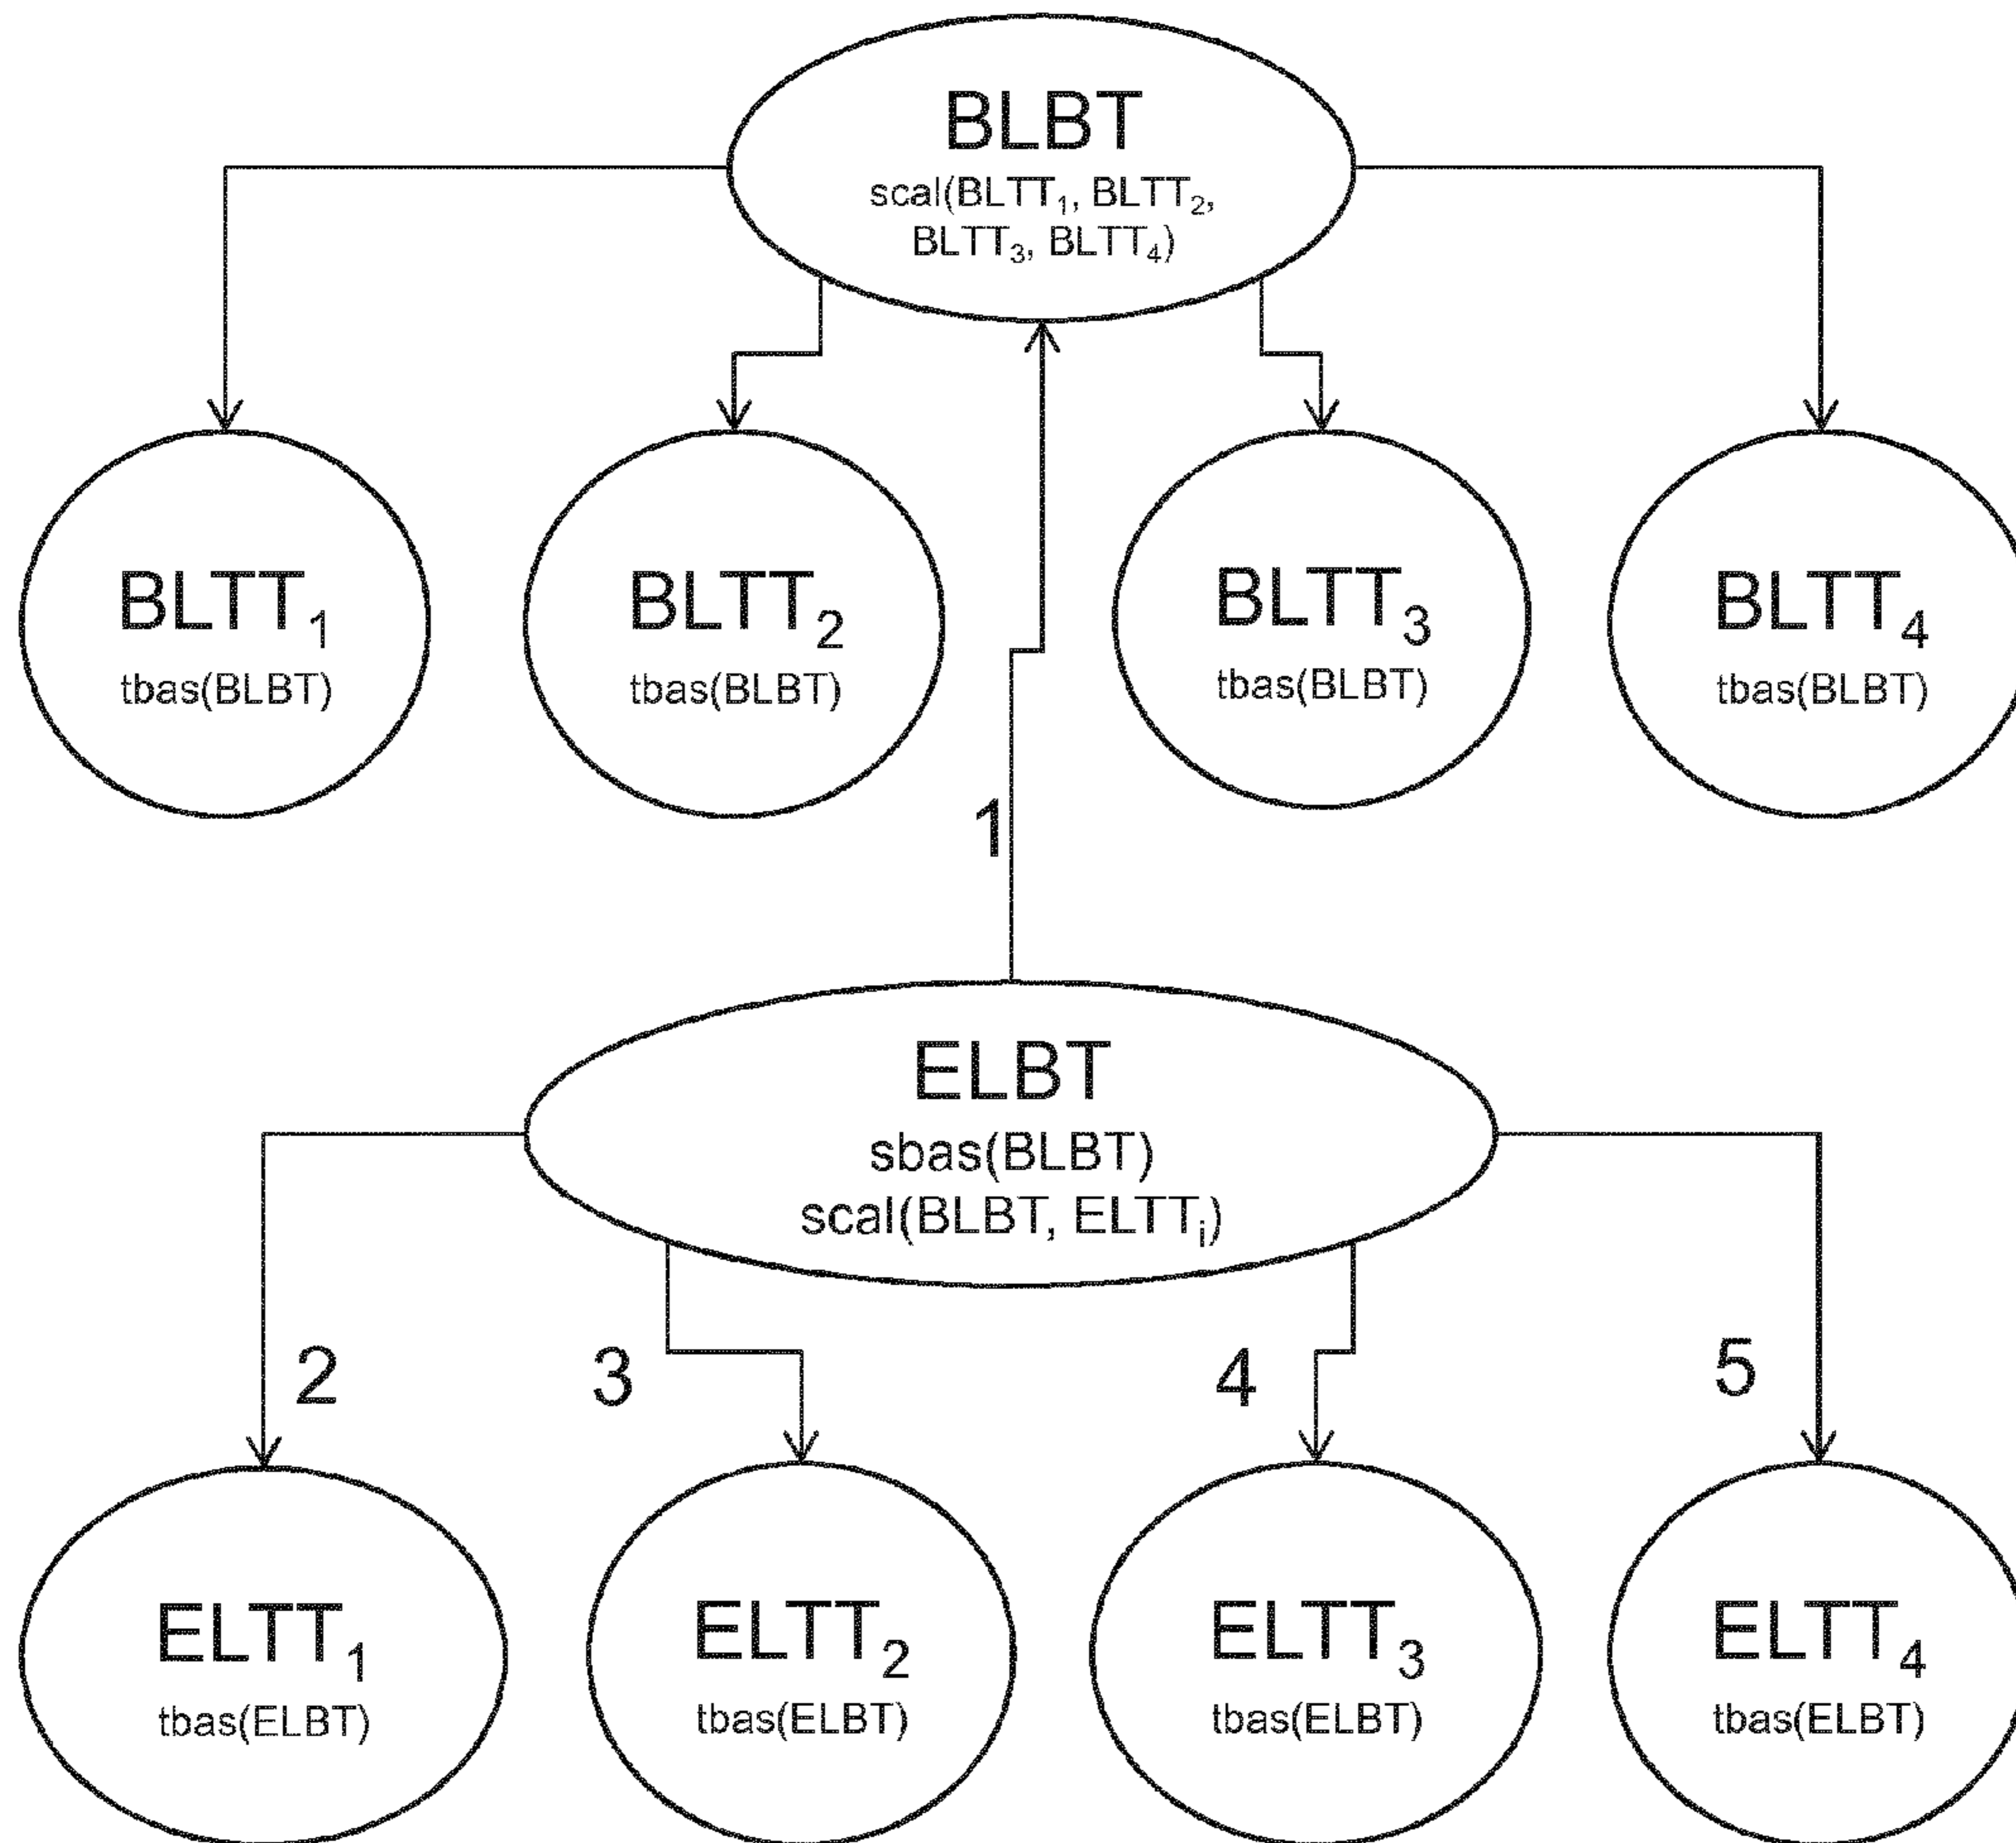 BLBT
scal(BLTT₁, BLTT₂,
BLTT₃, BLTT₄)
BLTT₁
tbas(BLBT)
BLTT₂
tbas(BLBT)
BLTT₃
tbas(BLBT)
BLTT₄
tbas(BLBT)
1
ELBT
sbas(BLBT)
scal(BLBT, ELTTᵢ)
2
3
4
5
ELTT₁
tbas(ELBT)
ELTT₂
tbas(ELBT)
ELTT₃
tbas(ELBT)
ELTT₄
tbas(ELBT)